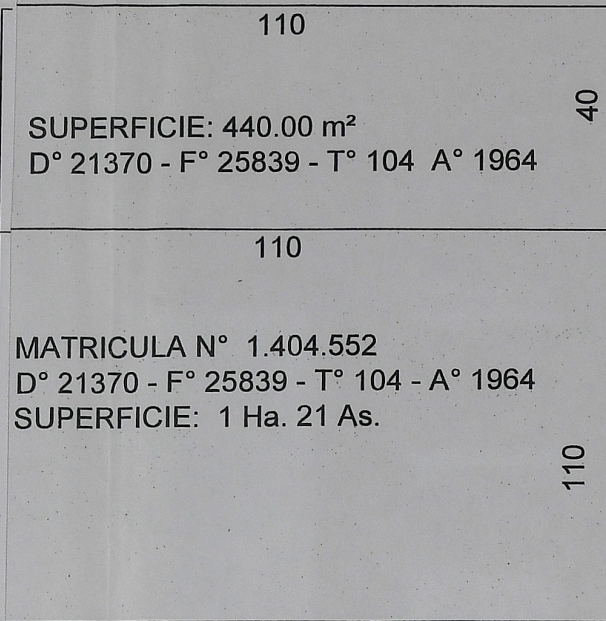 110
40
SUPERFICIE: 440.00 m²
D° 21370 - F° 25839 - T° 104 A° 1964
110
MATRICULA N° 1.404.552
D° 21370 - F° 25839 - T° 104 - A° 1964
SUPERFICIE: 1 Ha. 21 As.
110